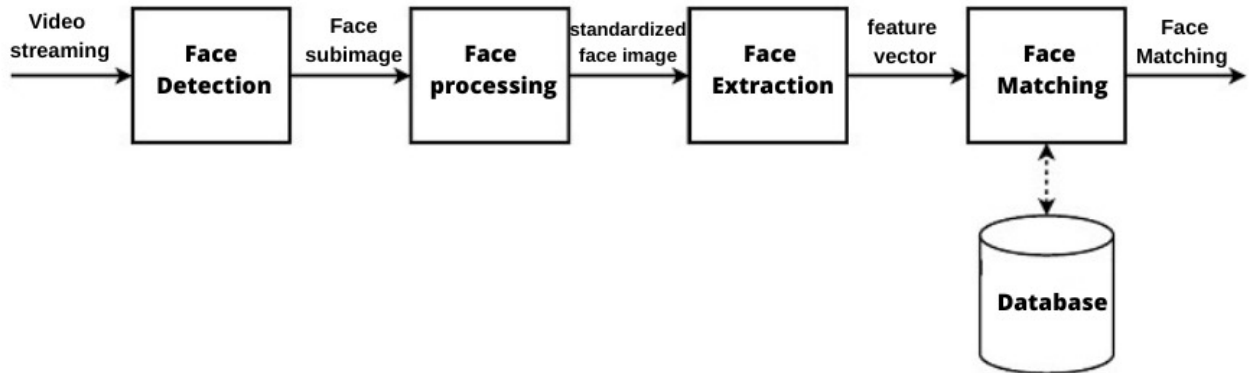 Video
streaming
Face
Detection
Face
subimage
Face
processing
standardized
face image
Face
Extraction
feature
vector
Face
Matching
Face
Matching
Database